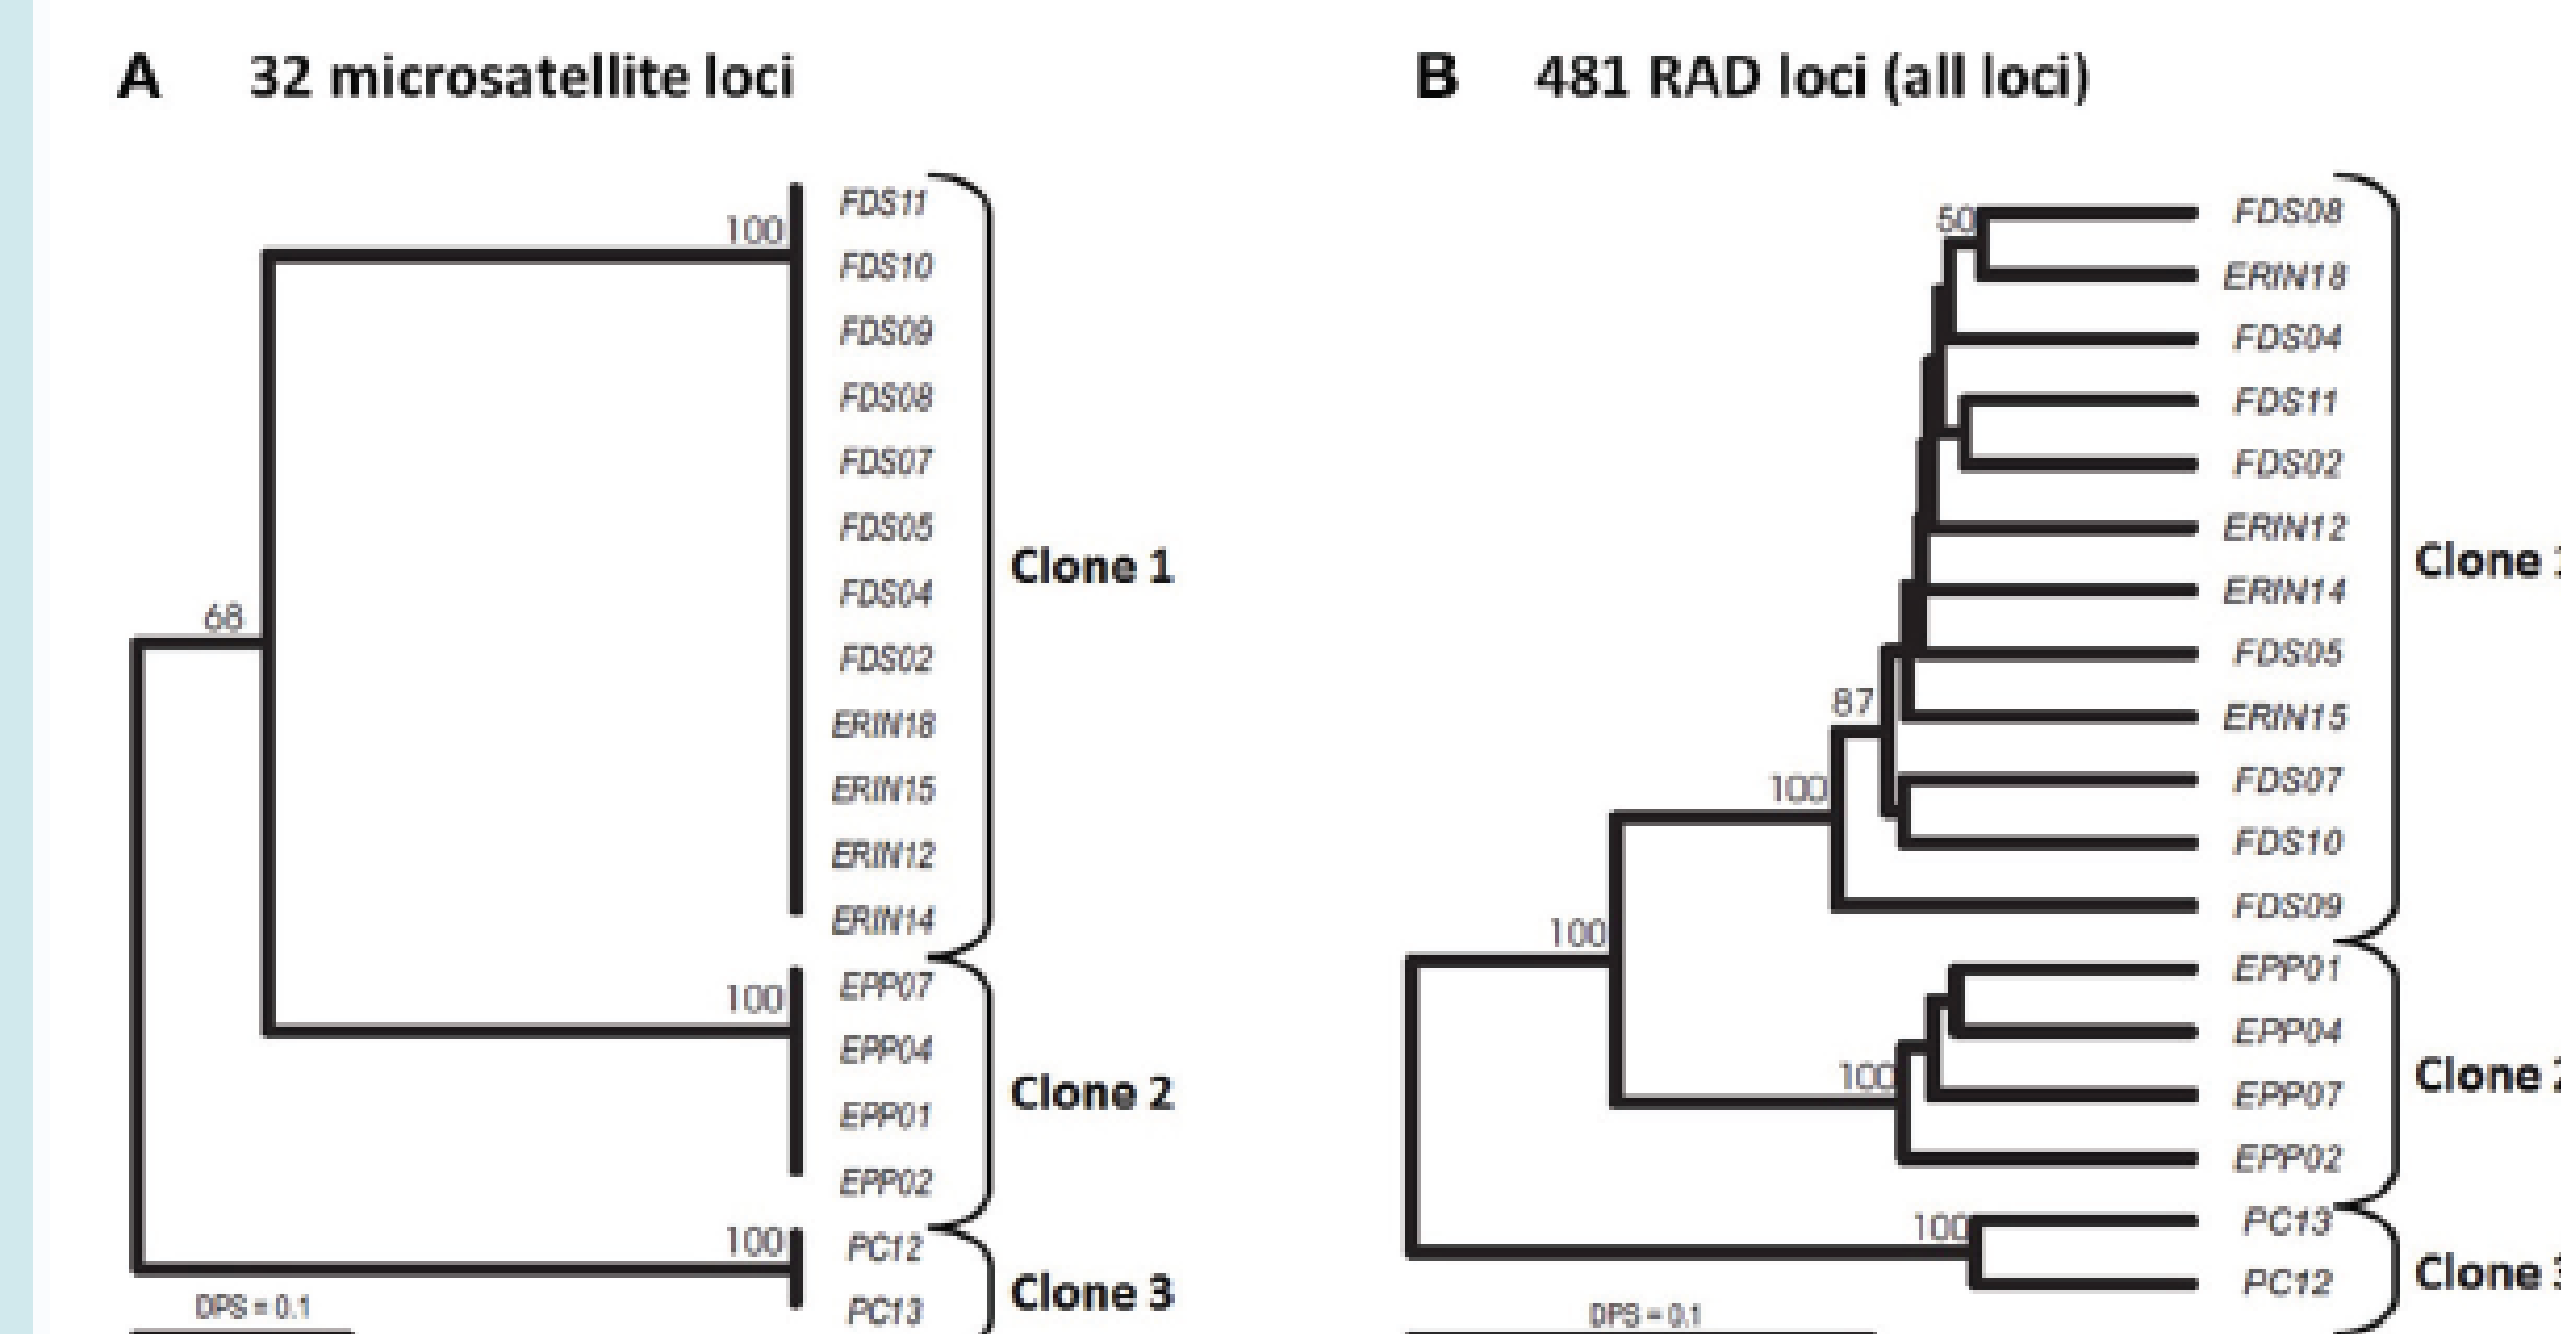 A 32 microsatellite loci
FDS11
100
FDS10
FDS09
FDS08
FDS07
FDS05
Clone 1
FDS04
68
FDS02
ERIN18
ERIN15
ERIN12
ERIN14
EPP07
100
EPP04
Clone 2
EPP01
EPP02
100
PC12
Clone 3
PC13
DPS = 0.1
B 481 RAD loci (all loci)
50
FDS08
ERIN18
FDS04
FDS11
FDS02
ERIN12
Clone
ERIN14
FDS05
87
ERIN15
100
FDS07
FDS10
FDS09
100
EPP01
EPP04
100
Clone
EPP07
EPP02
100
PC13
Clone
PC12
DPS = 0.1